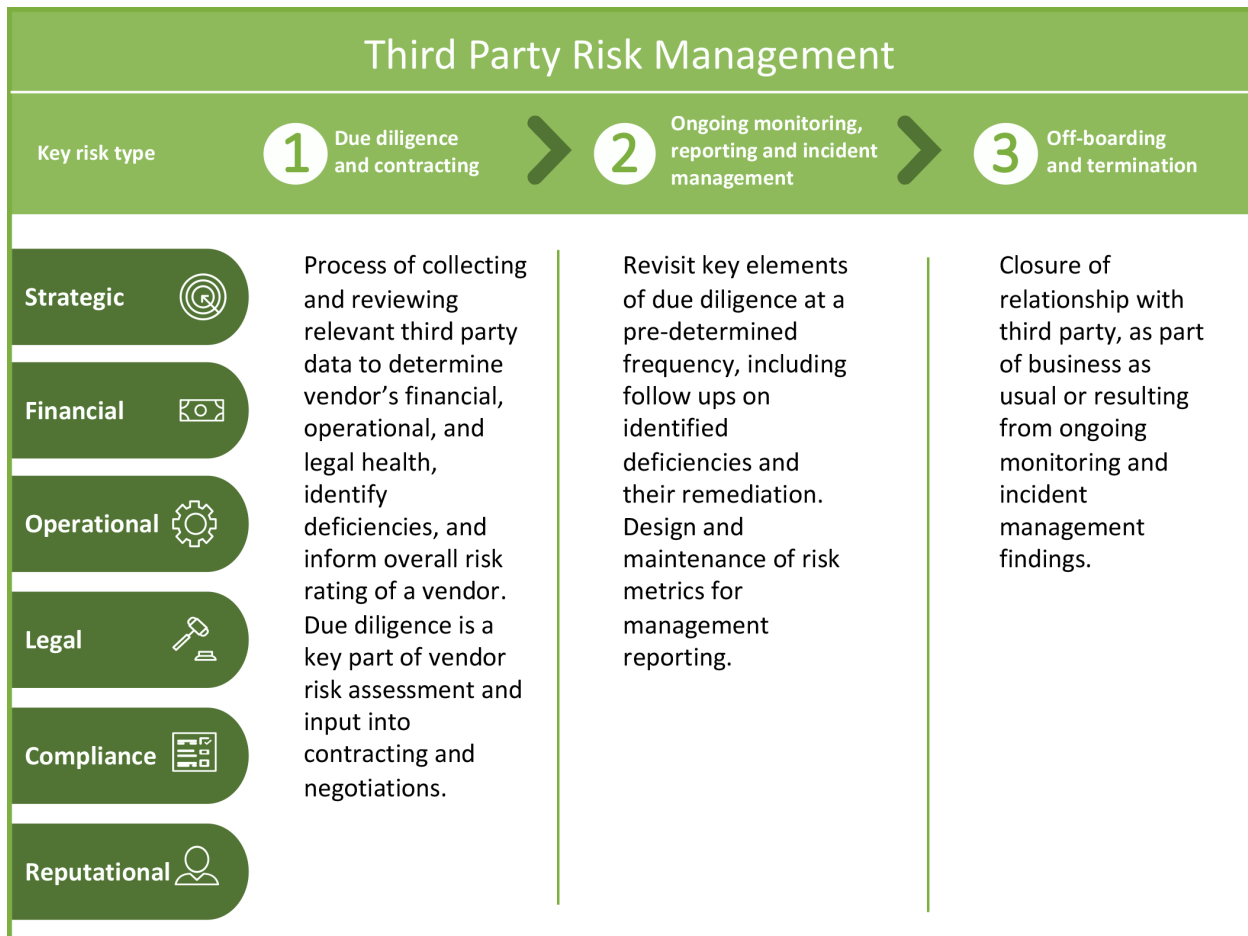 Third Party Risk Management
Key risk type
1
Due diligence
and contracting
2
Ongoing monitoring,
reporting and incident
management
3
Off-boarding
and termination
Strategic
Financial
Operational
Legal
Compliance
Reputational
Process of collecting
and reviewing
relevant third party
data to determine
vendor’s financial,
operational, and
legal health,
identify
deficiencies, and
inform overall risk
rating of a vendor.
Due diligence is a
key part of vendor
risk assessment and
input into
contracting and
negotiations.
Revisit key elements
of due diligence at a
pre-determined
frequency, including
follow ups on
identified
deficiencies and
their remediation.
Design and
maintenance of risk
metrics for
management
reporting.
Closure of
relationship with
third party, as part
of business as
usual or resulting
from ongoing
monitoring and
incident
management
findings.